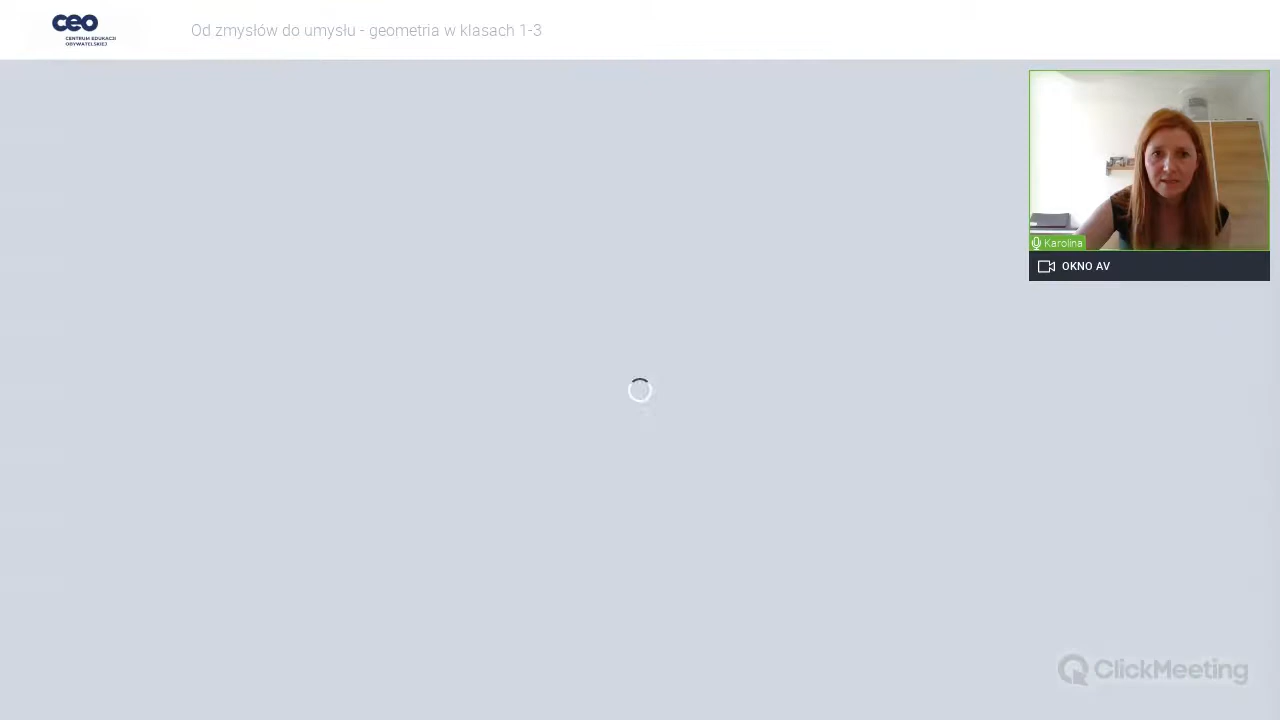 ceo
CENTRUM EDUKACJI
OBYWATELSKIEJ
Od zmysłów do umysłu - geometria w klasach 1-3
Karolina
OKNO AV
ClickMeeting